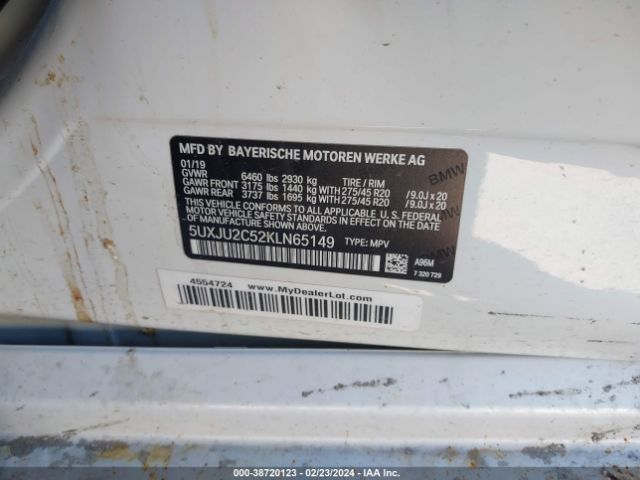 MFD BY BAYERISCHE MOTOREN WERKE AG
01/19
GVWR 6460 lbs 2930 kg TIRE / RIM
GAWR FRONT 3175 lbs 1440 kg WITH 275/45 R20 / 9.0J x 20
GAWR REAR 3737 lbs 1695 kg WITH 275/45 R20 / 9.0J x 20
THIS VEHICLE CONFORMS TO ALL APPLICABLE U.S. FEDERAL
MOTOR VEHICLE SAFETY STANDARDS IN EFFECT ON THE DATE
OF MANUFACTURE SHOWN ABOVE.
5UXJU2C52KLN65149 TYPE: MPV
A96M
7 320 729
BMW
BMW
BMW
4554724
www.MyDealerLot.com
00-38720123 - 02/23/2024 - IAA Inc.